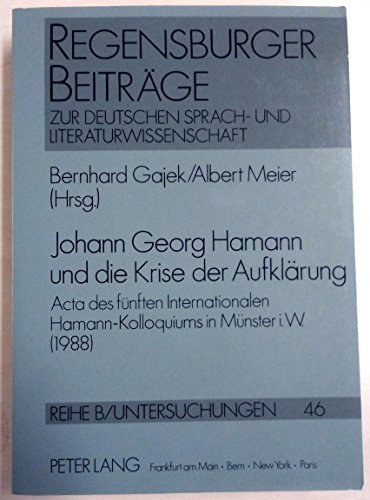 REGENSBURGER
BEITRÄGE
ZUR DEUTSCHEN SPRACH- UND
LITERATURWISSENSCHAFT
Bernhard Gajek/Albert Meier
(Hrsg.)
Johann Georg Hamann
und die Krise der Aufklärung
Acta des fünften Internationalen
Hamann-Kolloquiums in Münster i.W.
(1988)
REIHE B/UNTERSUCHUNGEN 46
PETER LANG Frankfurt am Main · Bern · New York · Paris